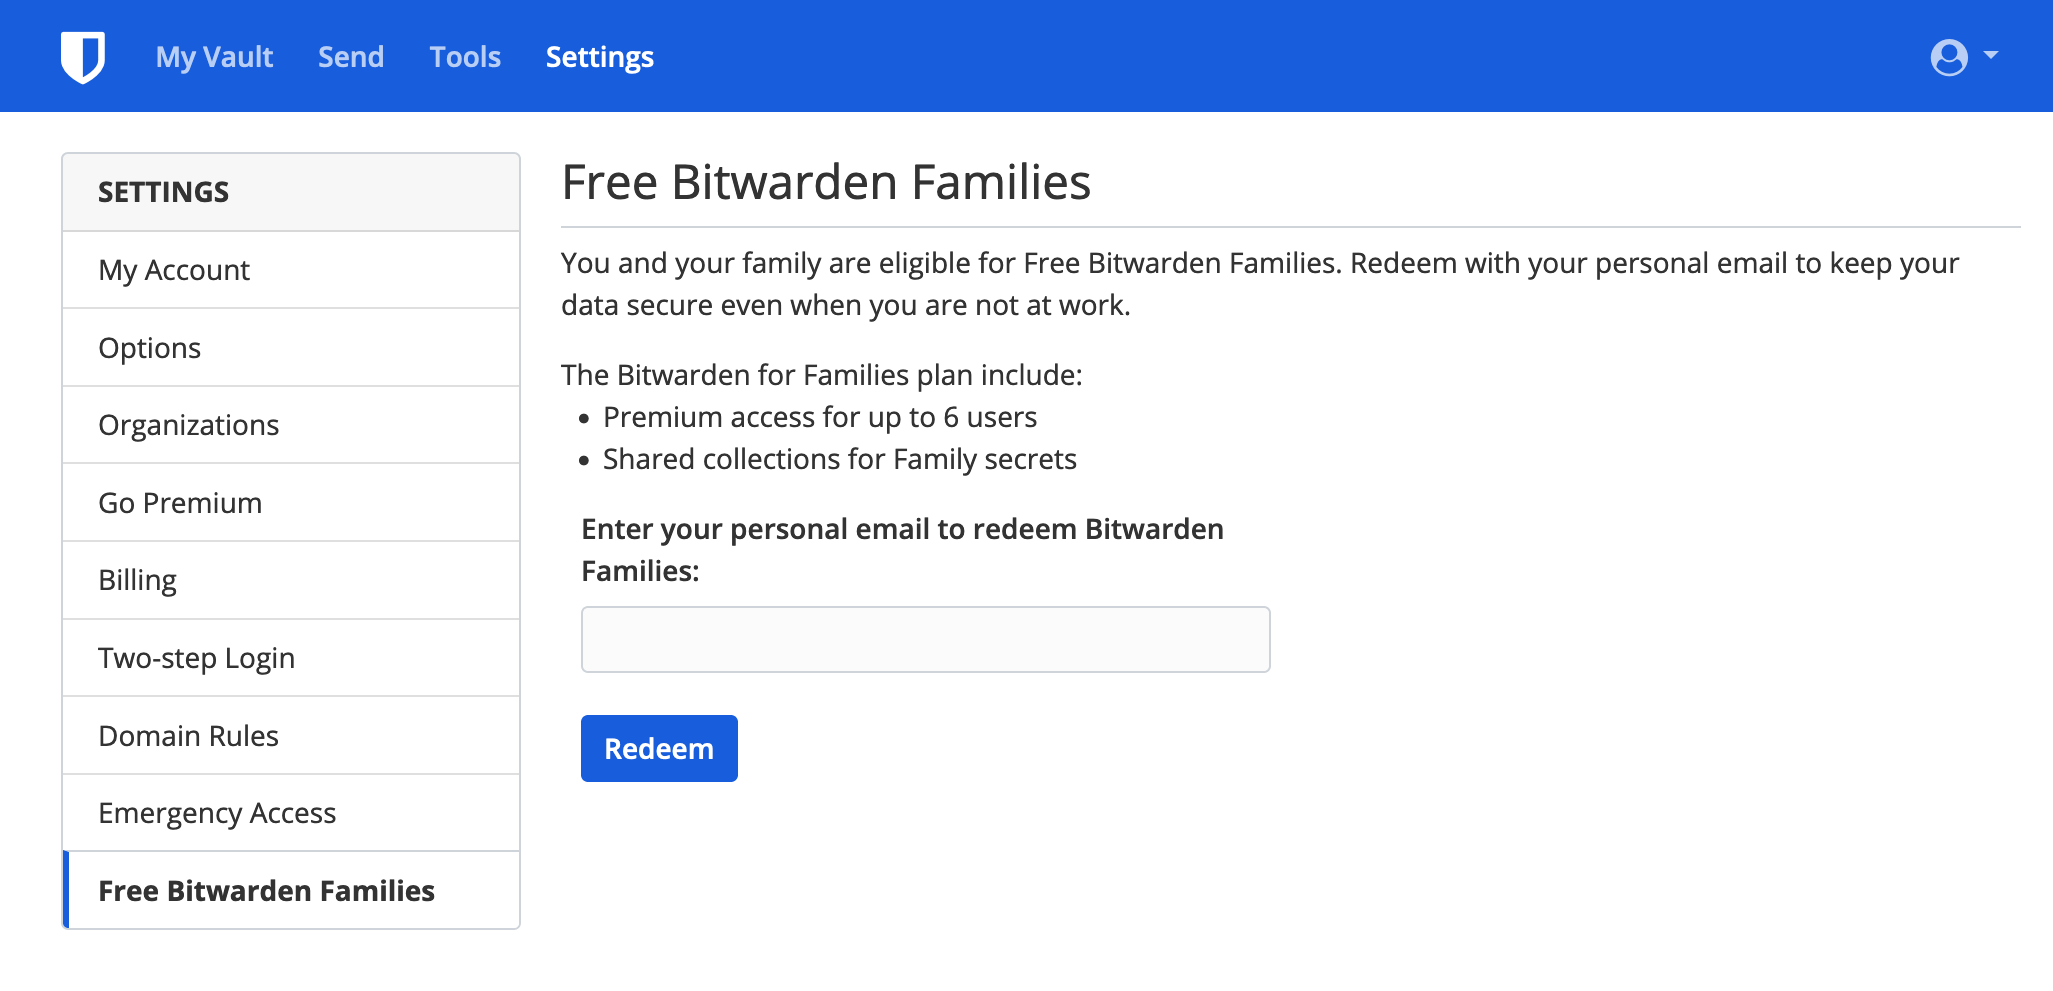 My Vault Send Tools Settings
SETTINGS
My Account
Options
Organizations
Go Premium
Billing
Two-step Login
Domain Rules
Emergency Access
Free Bitwarden Families
Free Bitwarden Families
You and your family are eligible for Free Bitwarden Families. Redeem with your personal email to keep your
data secure even when you are not at work.
The Bitwarden for Families plan include:
• Premium access for up to 6 users
• Shared collections for Family secrets
Enter your personal email to redeem Bitwarden
Families:
Redeem